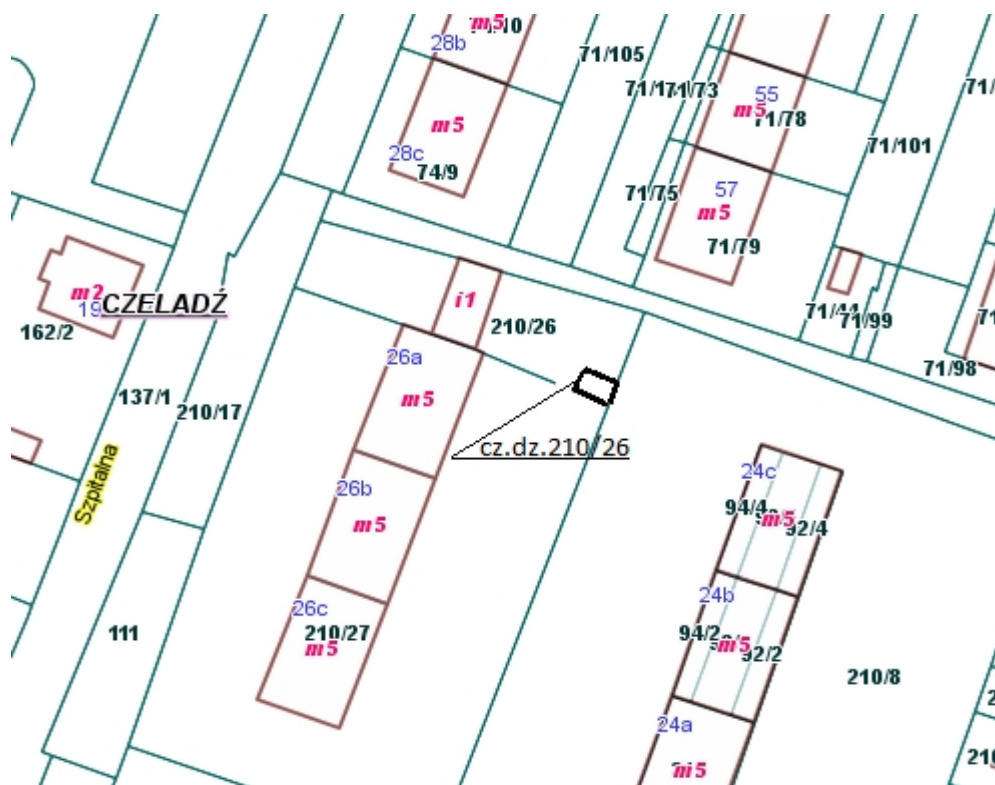 m5
28b
71/105
71/73
55
m5
71/78
71/101
m5
28c
74/9
71/75
57
m5
71/79
m2
19
CZELADŹ
162/2
i1
210/26
71/44
71/99
71/98
26a
m5
137/1
210/17
cz.dz.210/26
Szpitalna
26b
m5
24c
94/4
m5
92/4
26c
210/27
m5
111
24b
94/2
m5
92/2
210/8
24a
m5